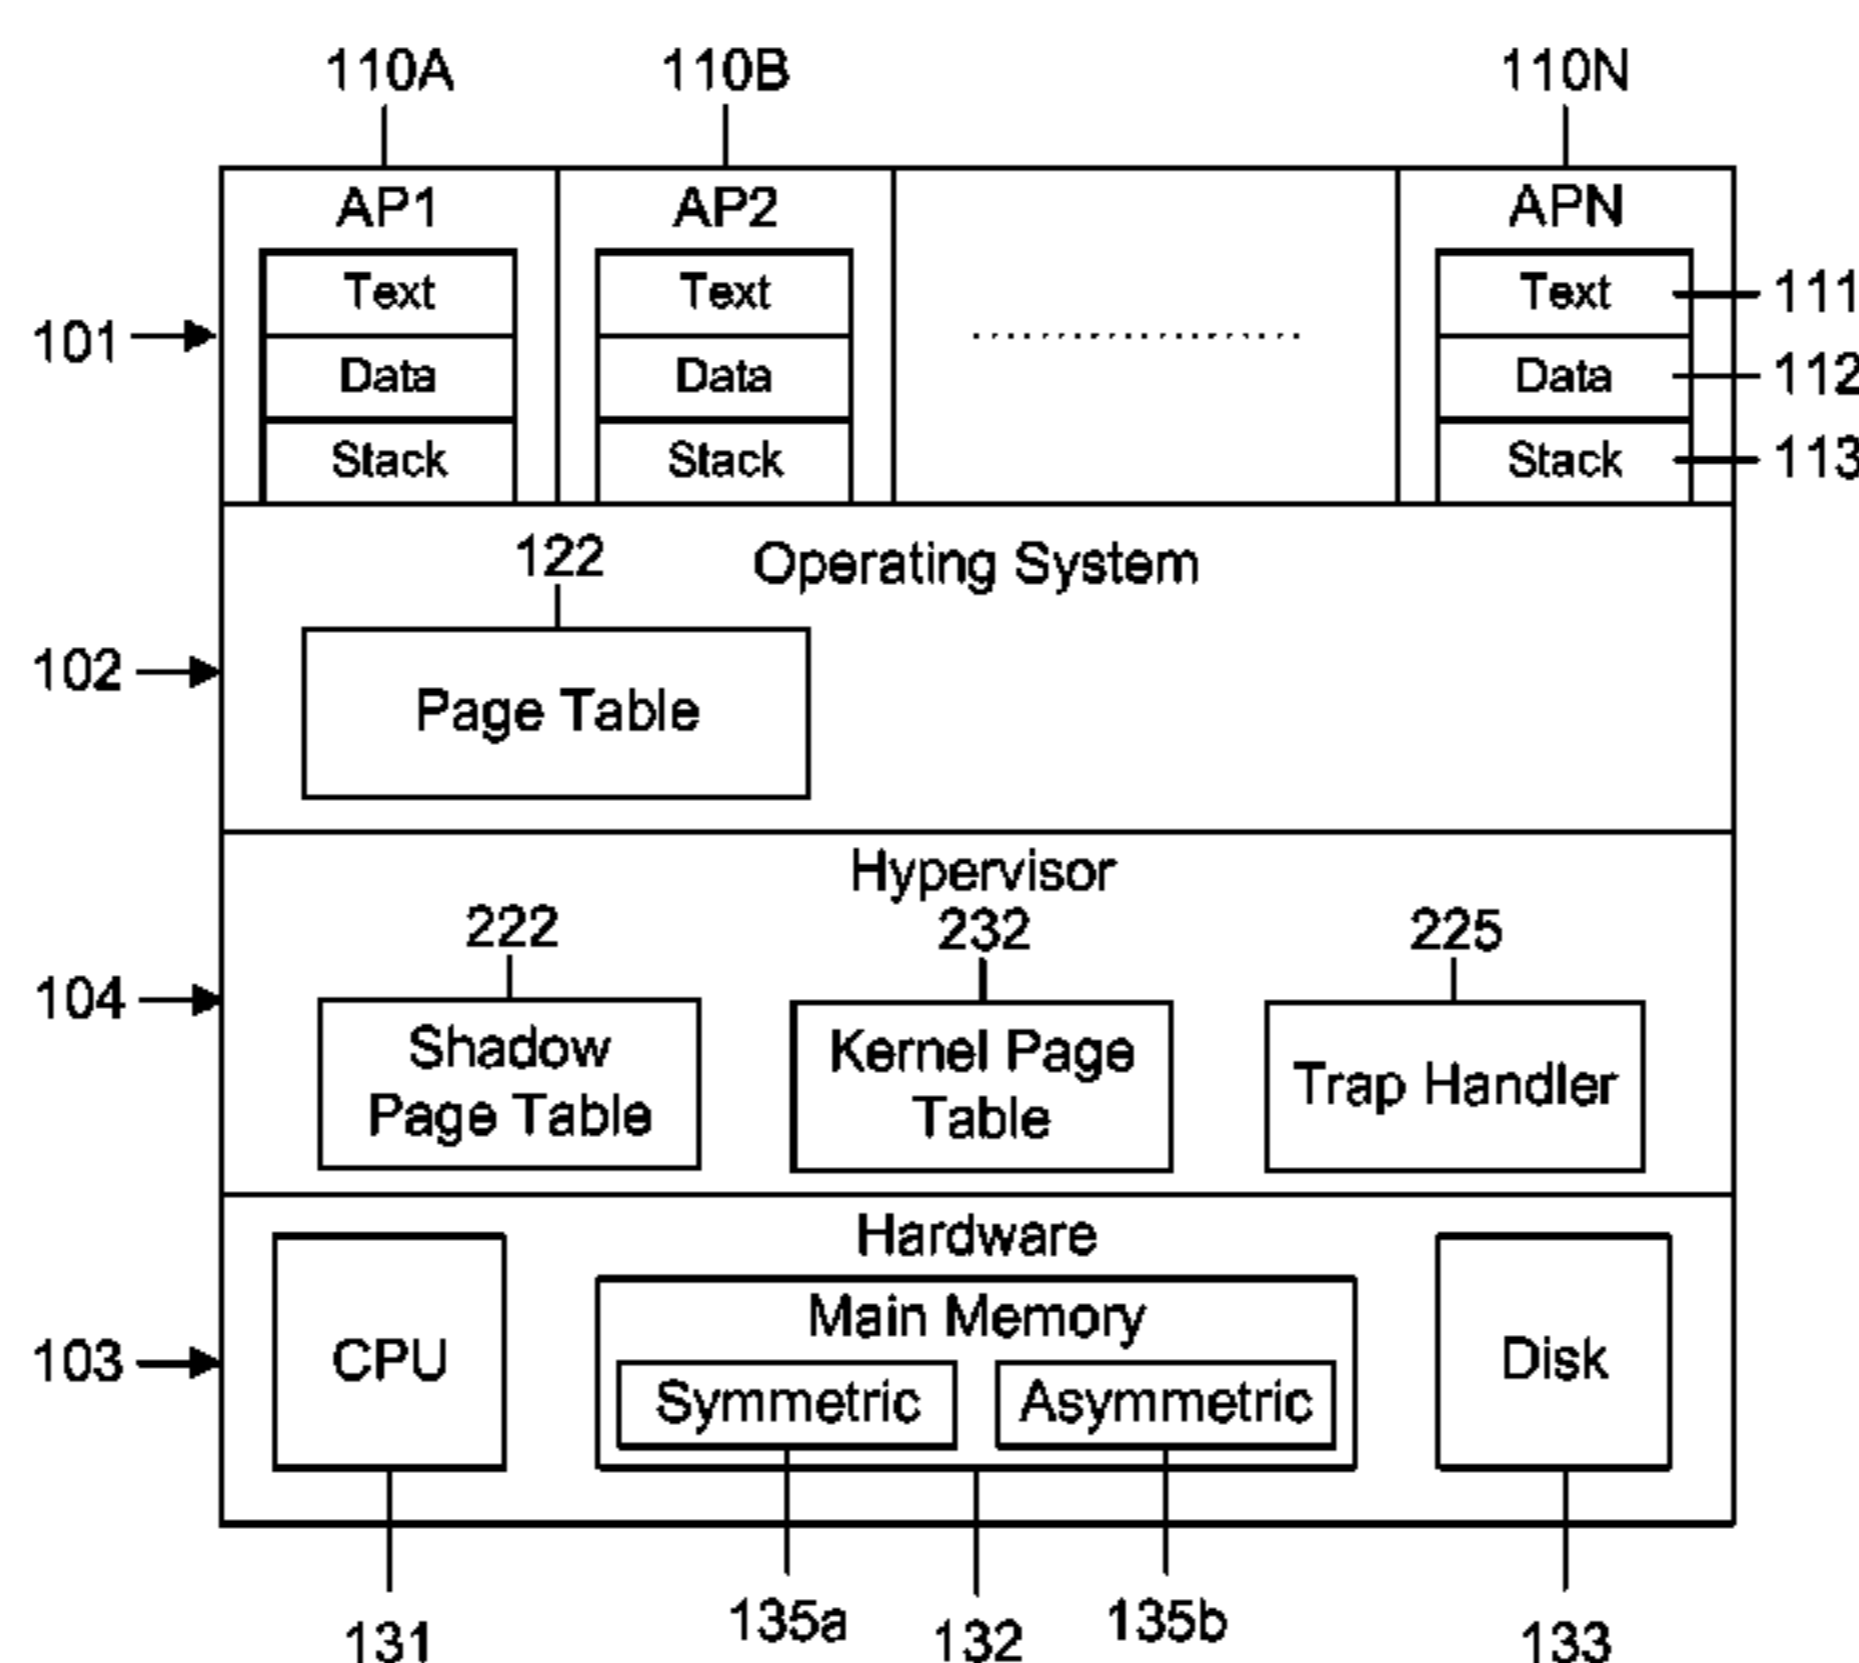 110A 110B 110N
AP1 AP2 APN
Text Text Text 111
101
Data Data Data 112
Stack Stack Stack 113
122 Operating System
102
Page Table
Hypervisor
222 232 225
104
Shadow
Page Table
Kernel Page
Table
Trap Handler
Hardware
Main Memory
103
CPU
Symmetric Asymmetric
Disk
131 135a 132 135b 133